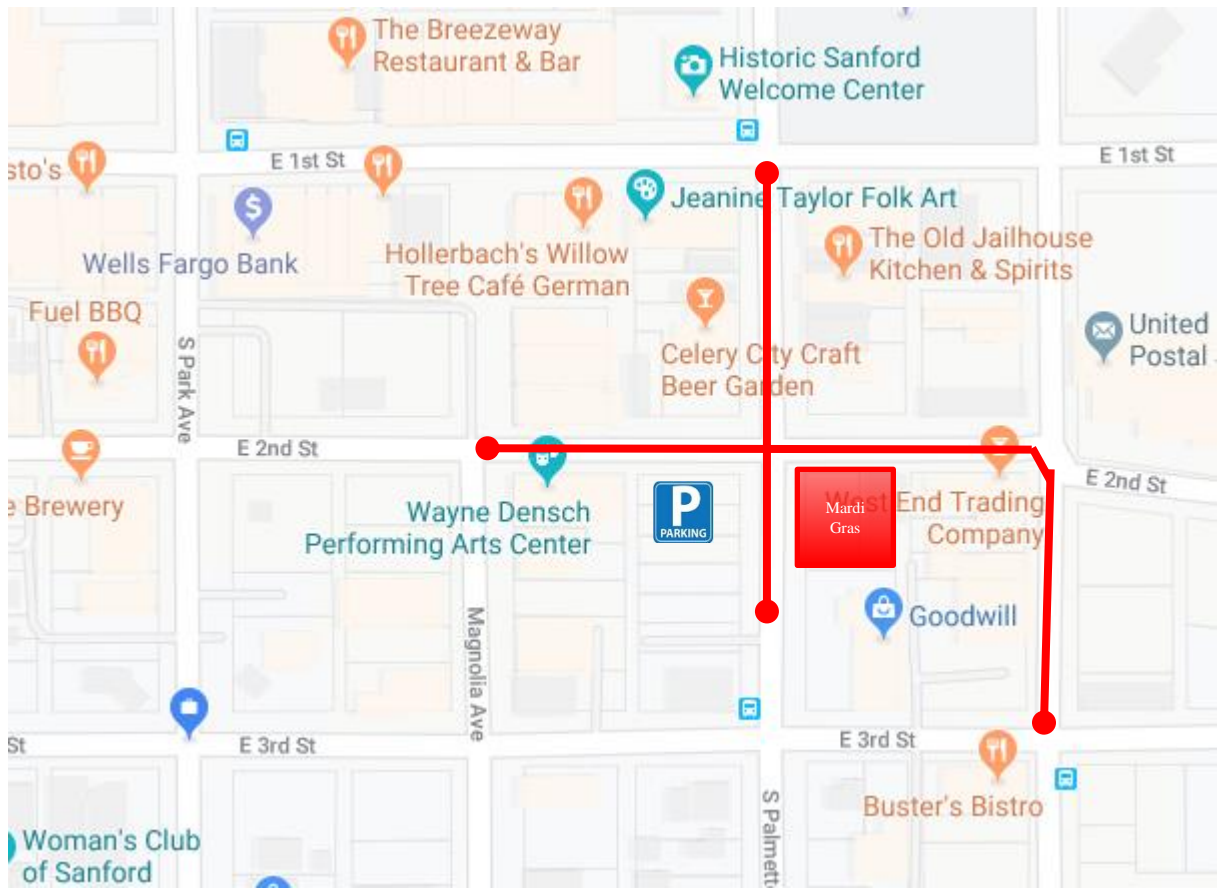 The Breezeway
Restaurant & Bar
Historic Sanford
Welcome Center
E 1st St
E 1st St
sto's
Jeanine Taylor Folk Art
Wells Fargo Bank
Hollerbach's Willow
Tree Café German
The Old Jailhouse
Kitchen & Spirits
Fuel BBQ
S Park Ave
Celery City Craft
Beer Garden
United
Postal
E 2nd St
E 2nd St
e Brewery
Wayne Densch
Performing Arts Center
P
PARKING
Mardi
Gras
West End Trading
Company
Goodwill
Magnolia Ave
St
E 3rd St
E 3rd St
Buster's Bistro
S Palmett
Woman's Club
of Sanford